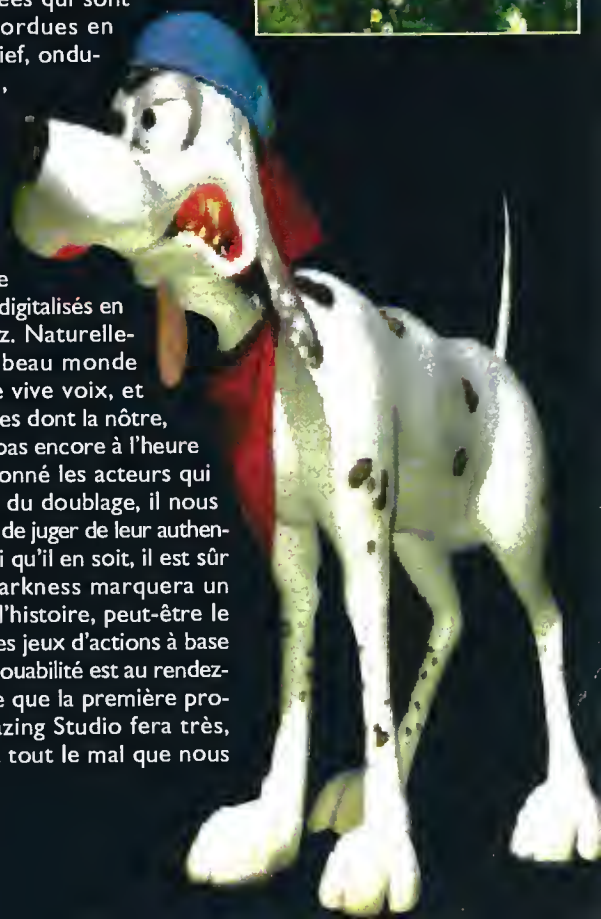 ées qui sont
ordues en
ief, ondu-
,
e
digitalisés en
z. Naturelle-
beau monde
e vive voix, et
es dont la nôtre,
pas encore à l'heure
onné les acteurs qui
du doublage, il nous
de juger de leur authen-
i qu'il en soit, il est sûr
arkness marquera un
l'histoire, peut-être le
es jeux d'actions à base
ouabilité est au rendez-
e que la première pro-
azing Studio fera très,
tout le mal que nous